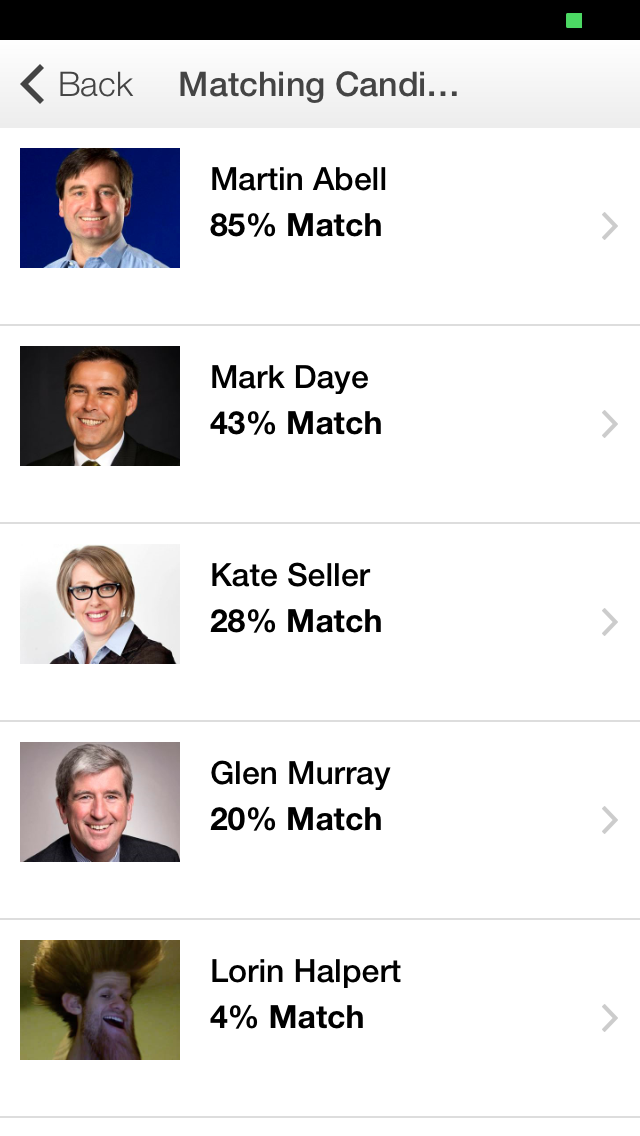 Back Matching Candi...
Martin Abell
85% Match
Mark Daye
43% Match
Kate Seller
28% Match
Glen Murray
20% Match
Lorin Halpert
4% Match